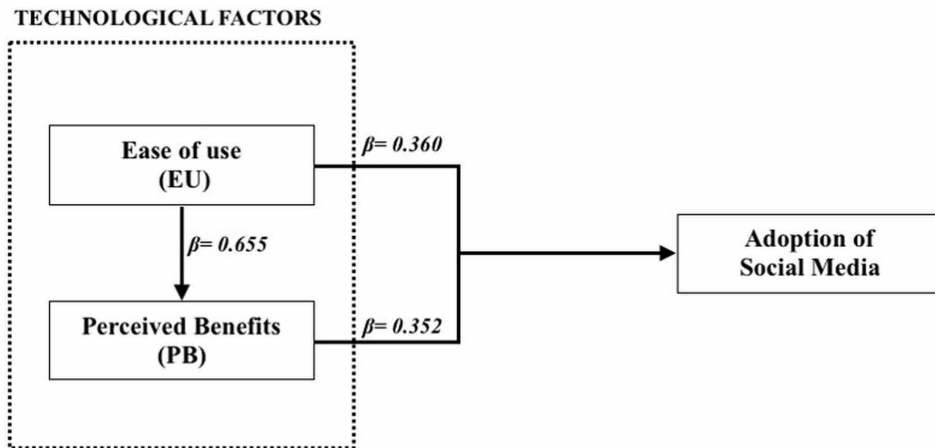 TECHNOLOGICAL FACTORS
Ease of use
(EU)
β= 0.360
β= 0.655
Adoption of
Social Media
Perceived Benefits
(PB)
β= 0.352